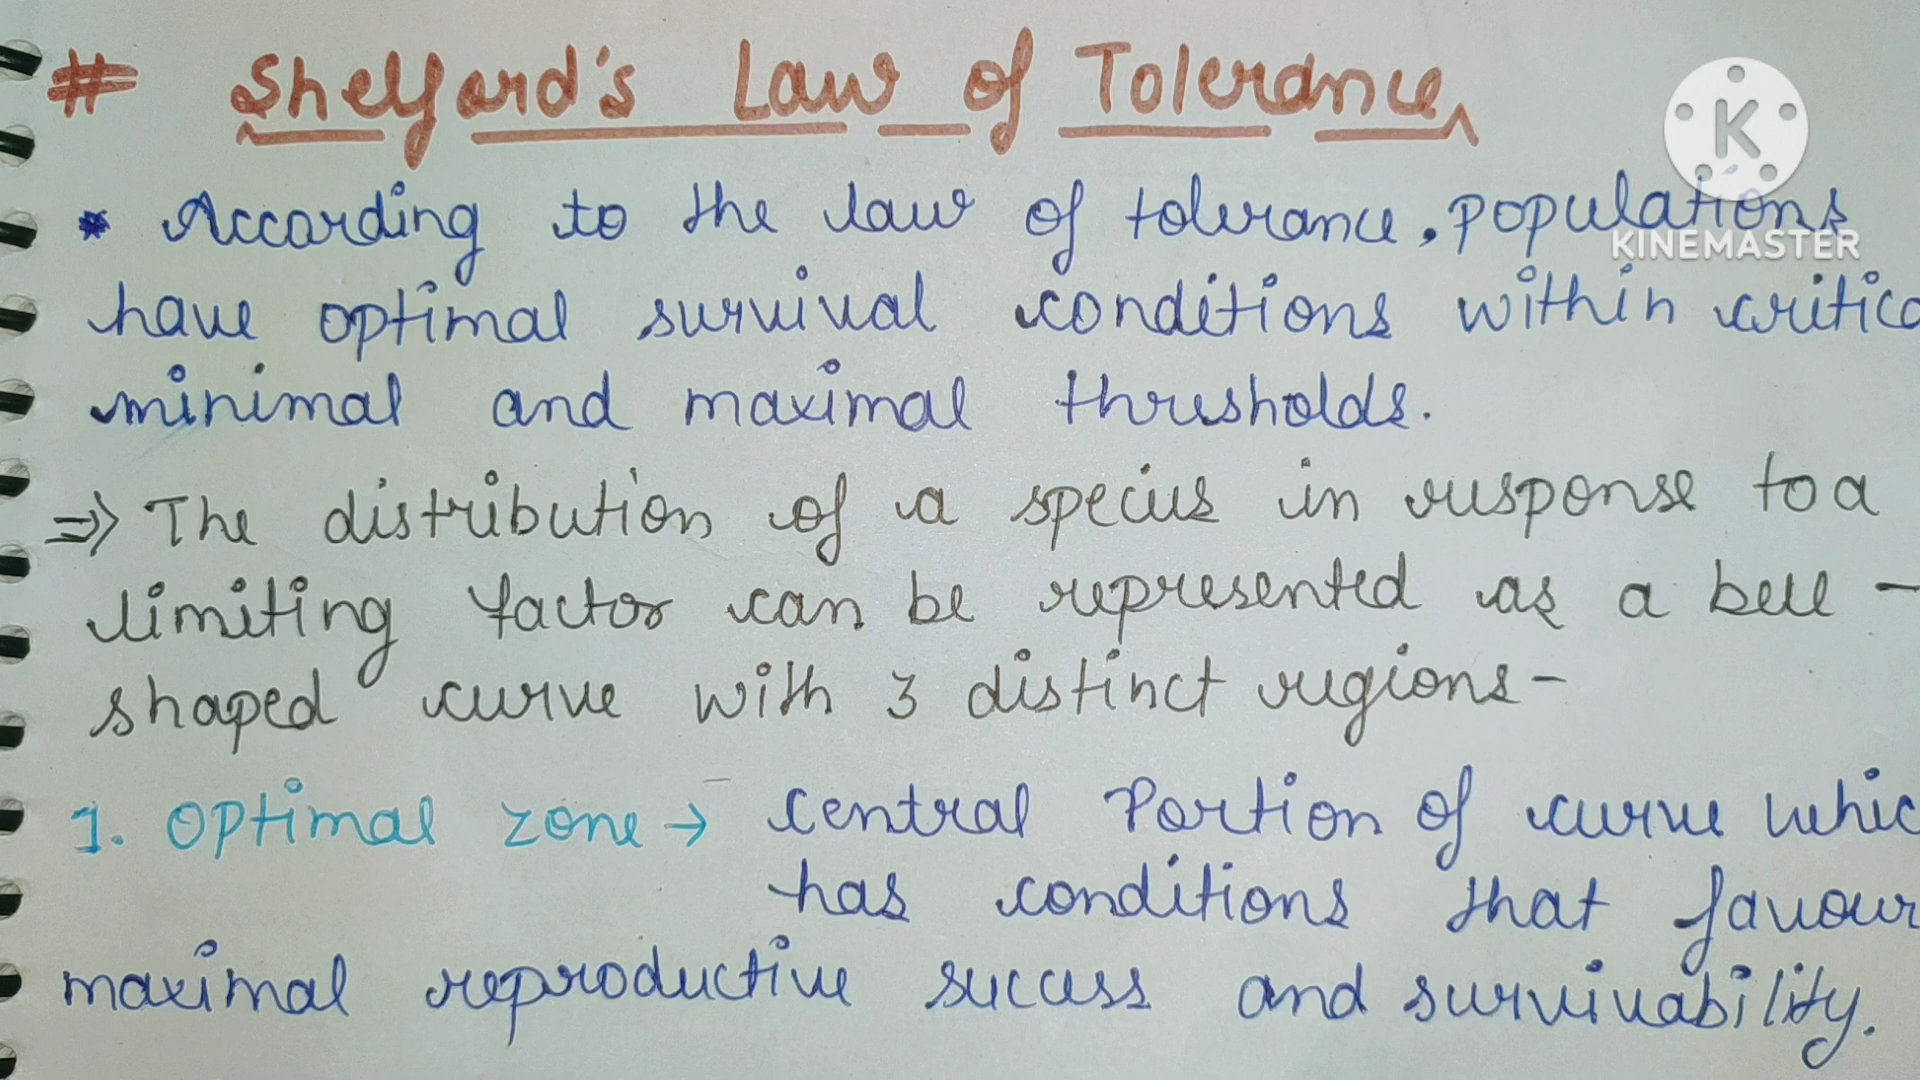 # Shelford's Law of Tolerance
* According to the law of tolerance, populations
have optimal survival conditions within critica
minimal and maximal thresholds.
⇒ The distribution of a species in response to a
limiting factor can be represented as a bell -
shaped curve with 3 distinct regions-
1. Optimal zone → central Portion of curve whic
has conditions that favour
maximal reproductive success and survivability.
K
KINEMASTER